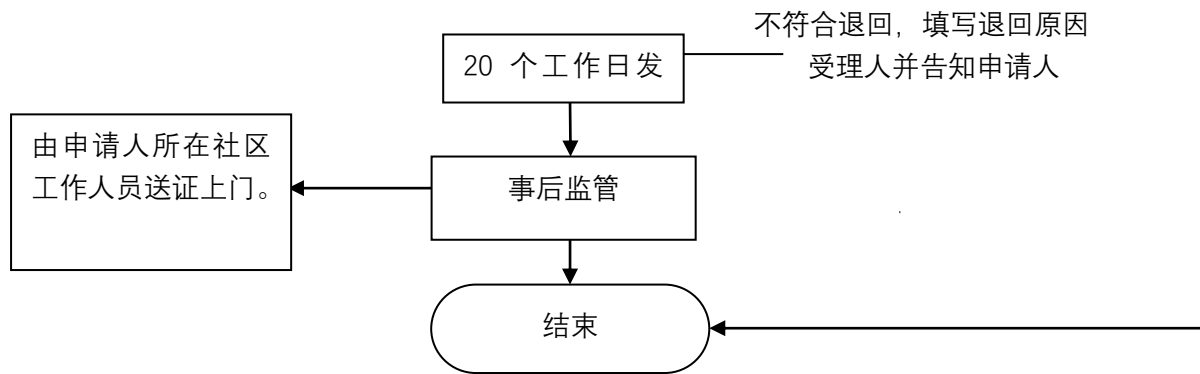 不符合退回，填写退回原因
受理人并告知申请人
20 个工作日发
由申请人所在社区
工作人员送证上门。
事后监管
结束